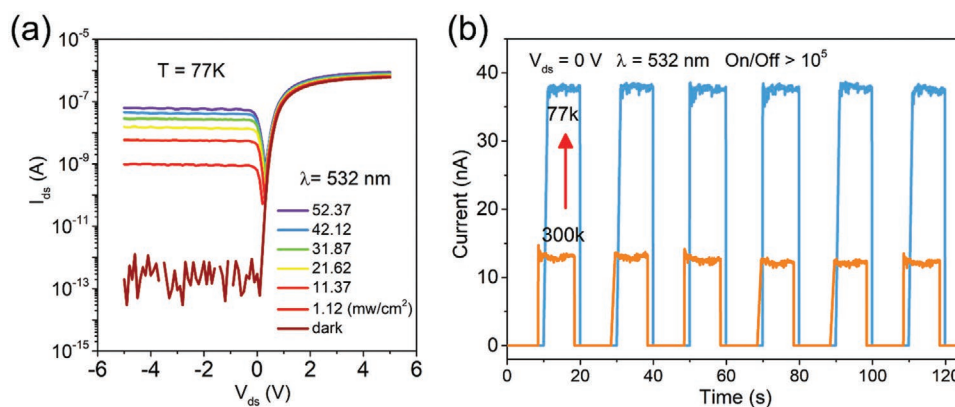 (a)
10⁻⁵
10⁻⁷
10⁻⁹
10⁻¹¹
10⁻¹³
10⁻¹⁵
I_ds (A)
T = 77K
λ= 532 nm
52.37
42.12
31.87
21.62
11.37
1.12 (mw/cm²)
dark
-6 -4 -2 0 2 4 6
V_ds (V)
(b)
V_ds =0 V λ = 532 nm On/Off > 10⁵
40
30
20
10
0
Current (nA)
77k
300k
0 20 40 60 80 100 120
Time (s)